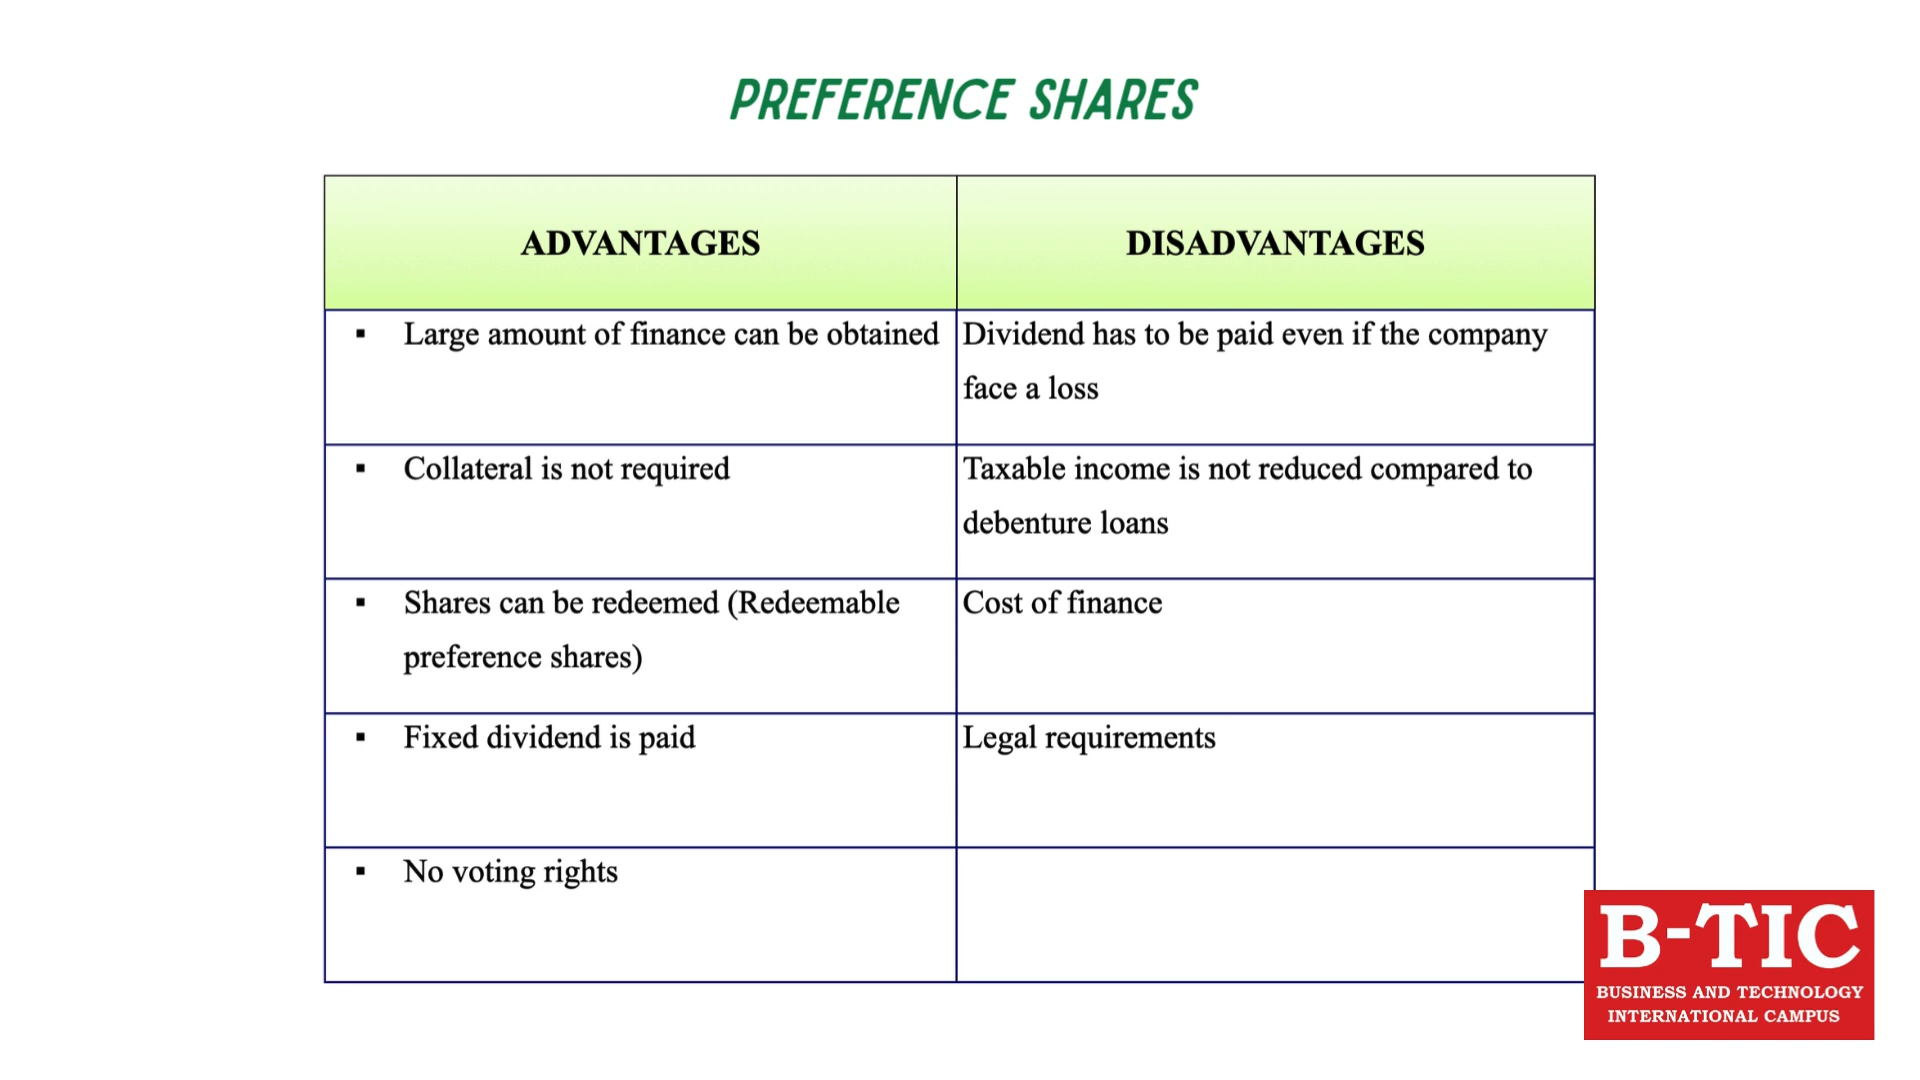 PREFERENCE SHARES
ADVANTAGES
DISADVANTAGES
▪ Large amount of finance can be obtained
Dividend has to be paid even if the company
face a loss
▪ Collateral is not required
Taxable income is not reduced compared to
debenture loans
▪ Shares can be redeemed (Redeemable
preference shares)
Cost of finance
▪ Fixed dividend is paid
Legal requirements
▪ No voting rights
B-TIC
BUSINESS AND TECHNOLOGY
INTERNATIONAL CAMPUS